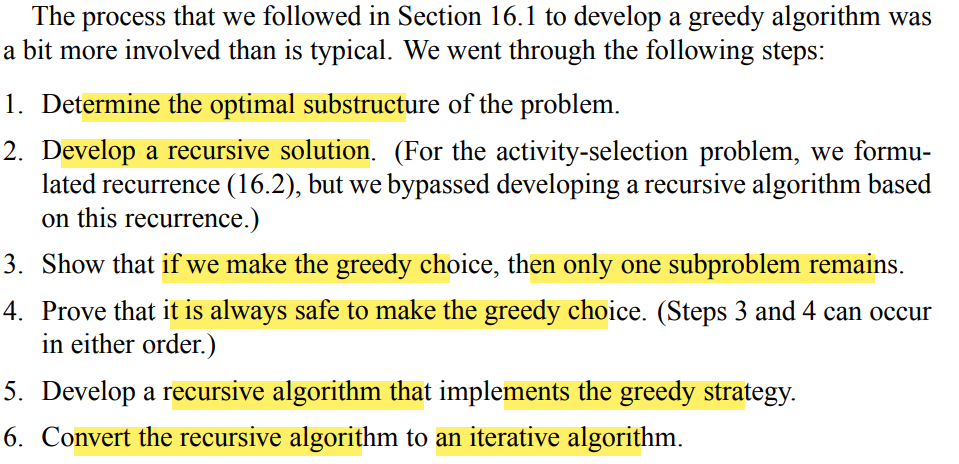 The process that we followed in Section 16.1 to develop a greedy algorithm was
a bit more involved than is typical. We went through the following steps:
1. Determine the optimal substructure of the problem.
2. Develop a recursive solution. (For the activity-selection problem, we formu-
lated recurrence (16.2), but we bypassed developing a recursive algorithm based
on this recurrence.)
3. Show that if we make the greedy choice, then only one subproblem remains.
4. Prove that it is always safe to make the greedy choice. (Steps 3 and 4 can occur
in either order.)
5. Develop a recursive algorithm that implements the greedy strategy.
6. Convert the recursive algorithm to an iterative algorithm.